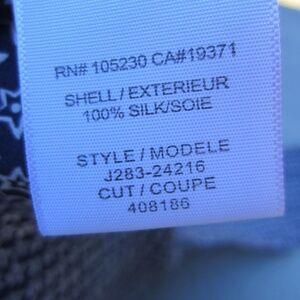 RN# 105230 CA#19371
SHELL / EXTERIEUR
100% SILK/SOIE
STYLE / MODELE
J283-24216
CUT / COUPE
408186